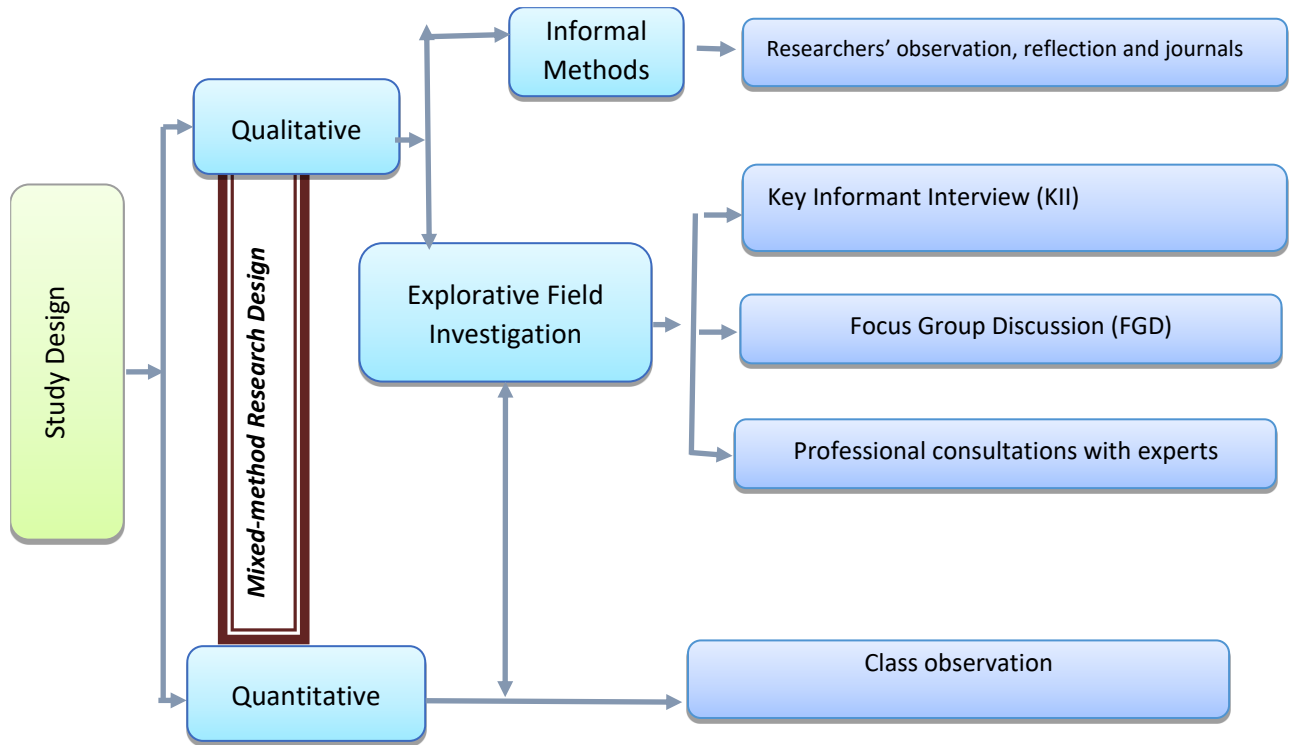 Study Design
Qualitative
Mixed-method Research Design
Quantitative
Informal
Methods
Explorative Field
Investigation
Researchers’ observation, reflection and journals
Key Informant Interview (KII)
Focus Group Discussion (FGD)
Professional consultations with experts
Class observation